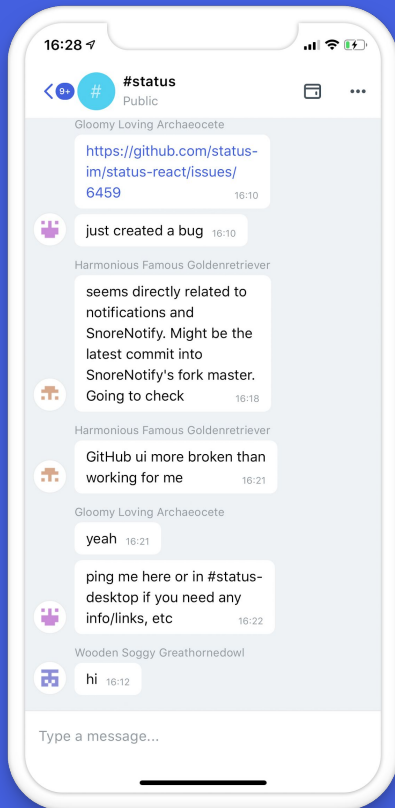 16:28
9+
#
#status
Public
Gloomy Loving Archaeocete
https://github.com/status-
im/status-react/issues/
6459
16:10
just created a bug 16:10
Harmonious Famous Goldenretriever
seems directly related to
notifications and
SnoreNotify. Might be the
latest commit into
SnoreNotify's fork master.
Going to check 16:18
Harmonious Famous Goldenretriever
GitHub ui more broken than
working for me 16:21
Gloomy Loving Archaeocete
yeah 16:21
ping me here or in #status-
desktop if you need any
info/links, etc 16:22
Wooden Soggy Greathornedowl
hi 16:12
Type a message...